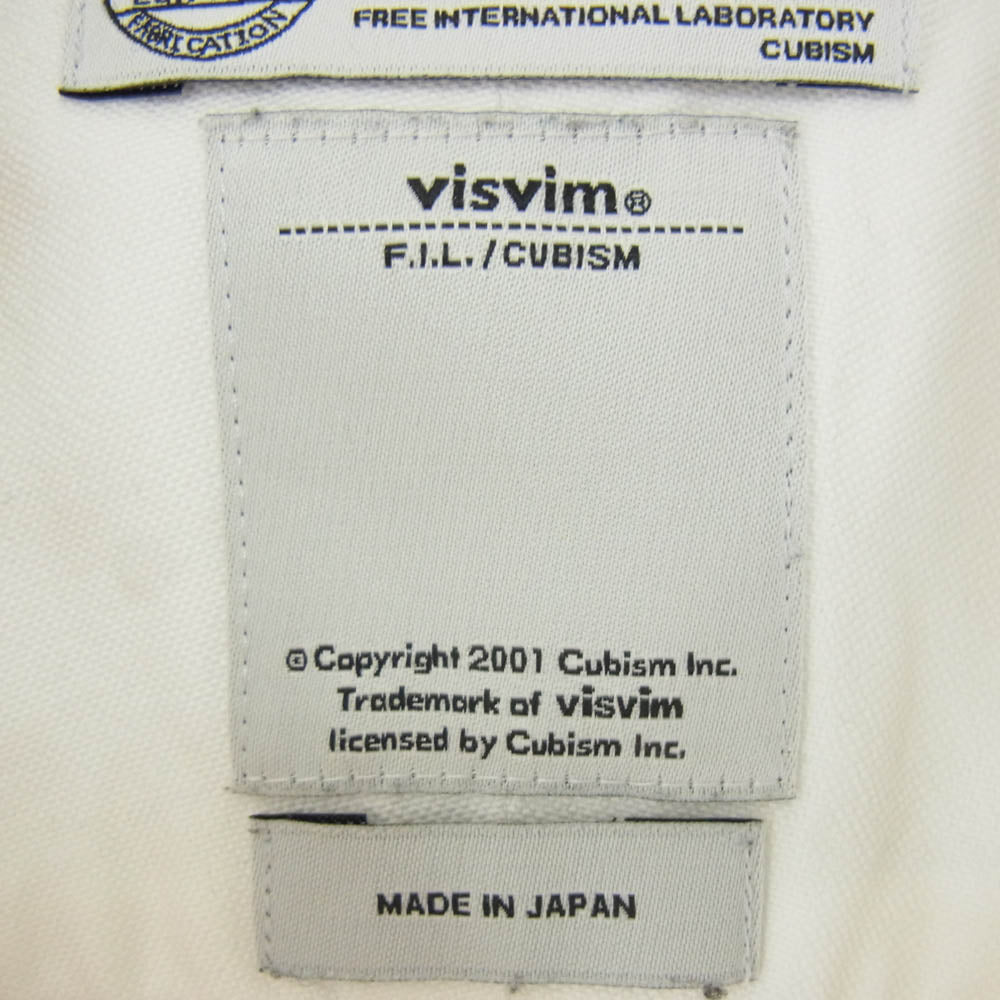 FABRICATION
FREE INTERNATIONAL LABORATORY
CUBISM
visvim®
F.I.L./CUBISM
© Copyright 2001 Cubism Inc.
Trademark of visvim
licensed by Cubism Inc.
MADE IN JAPAN